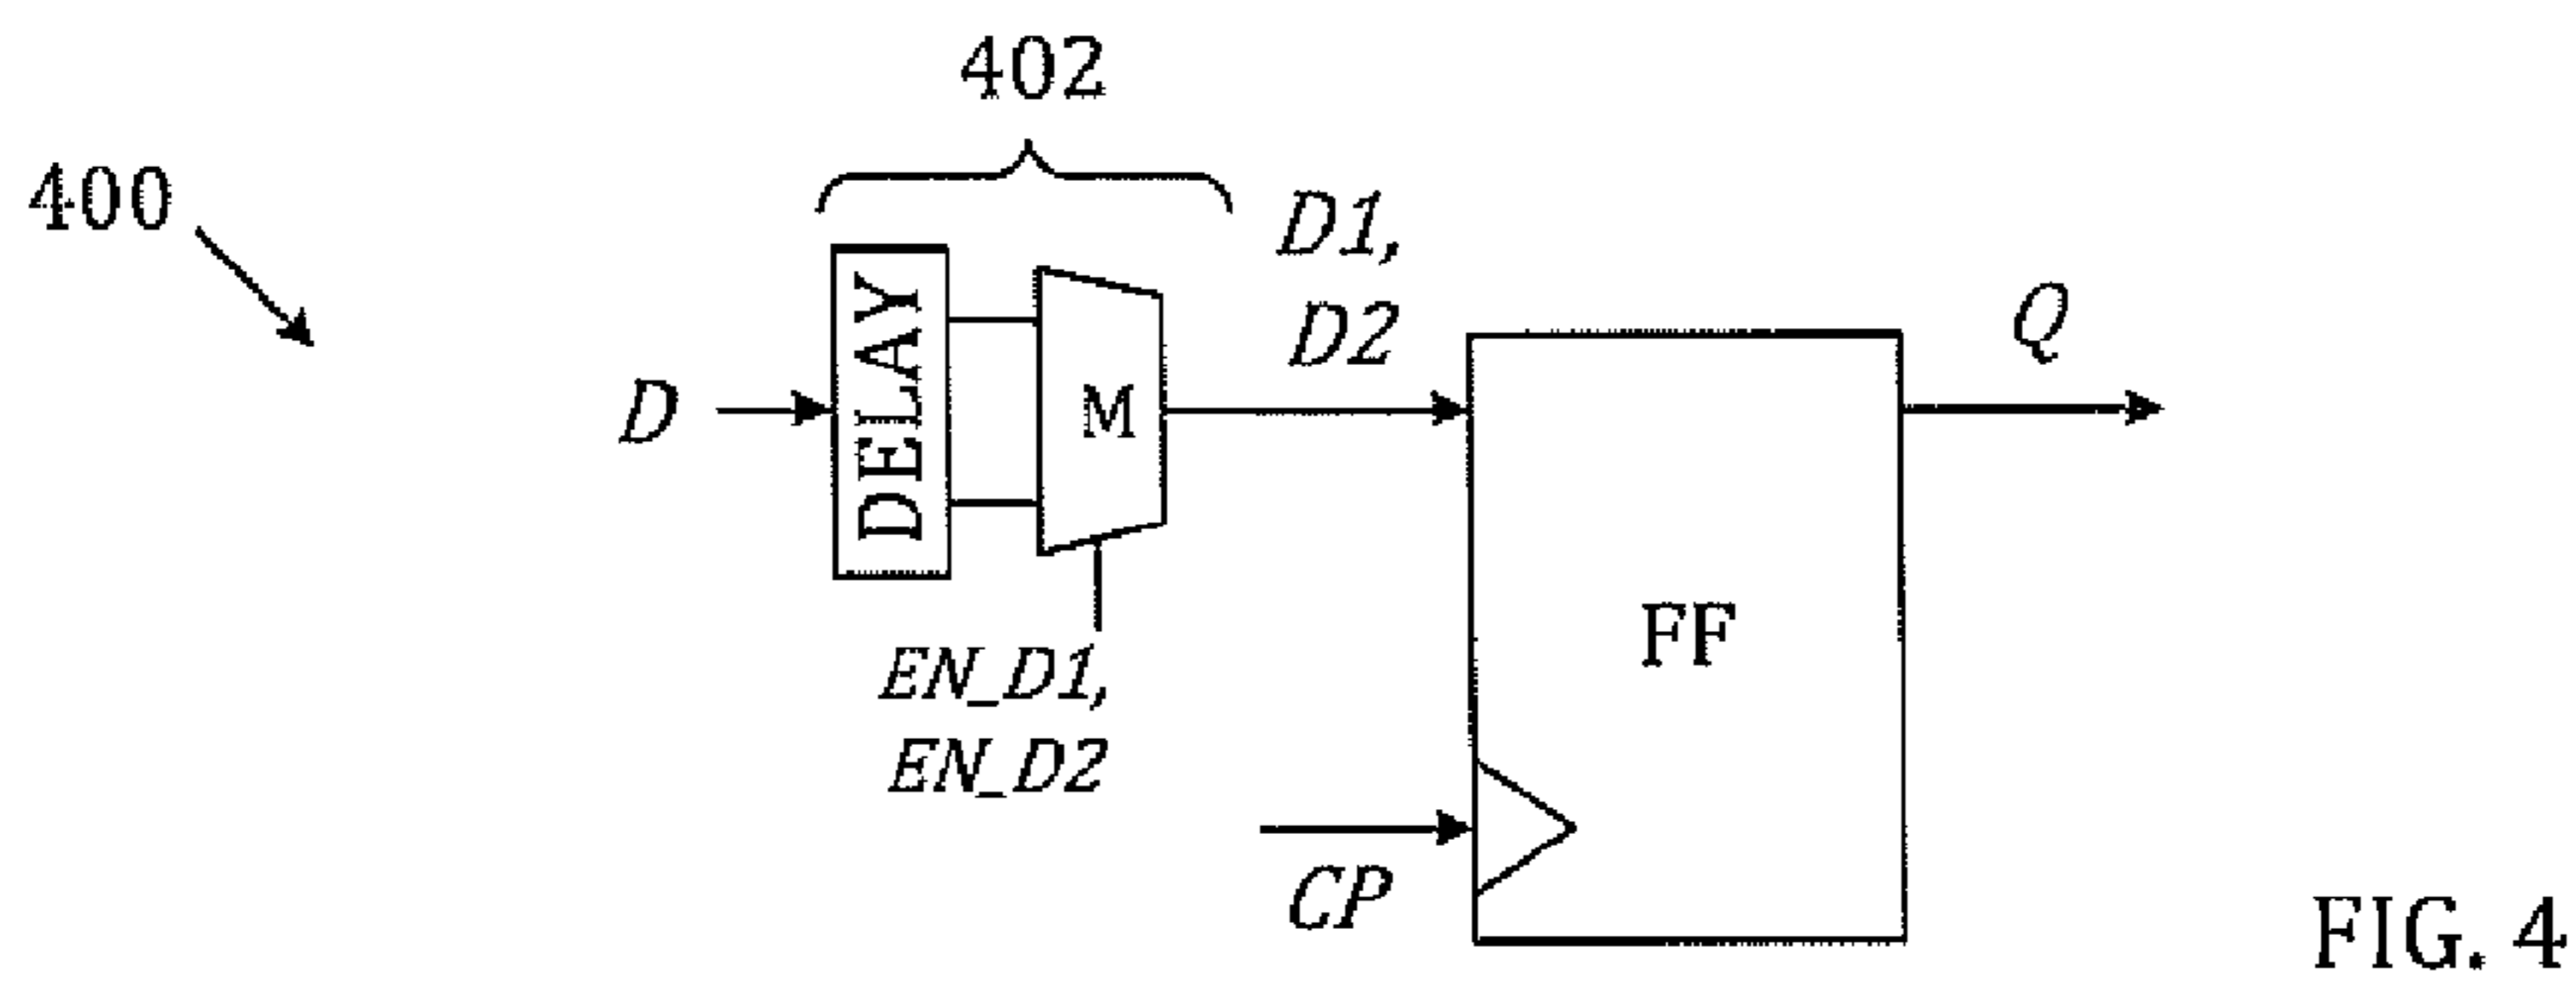 402
400
D1,
D2
Q
D
DELAY
M
EN_D1,
EN_D2
FF
CP
FIG. 4